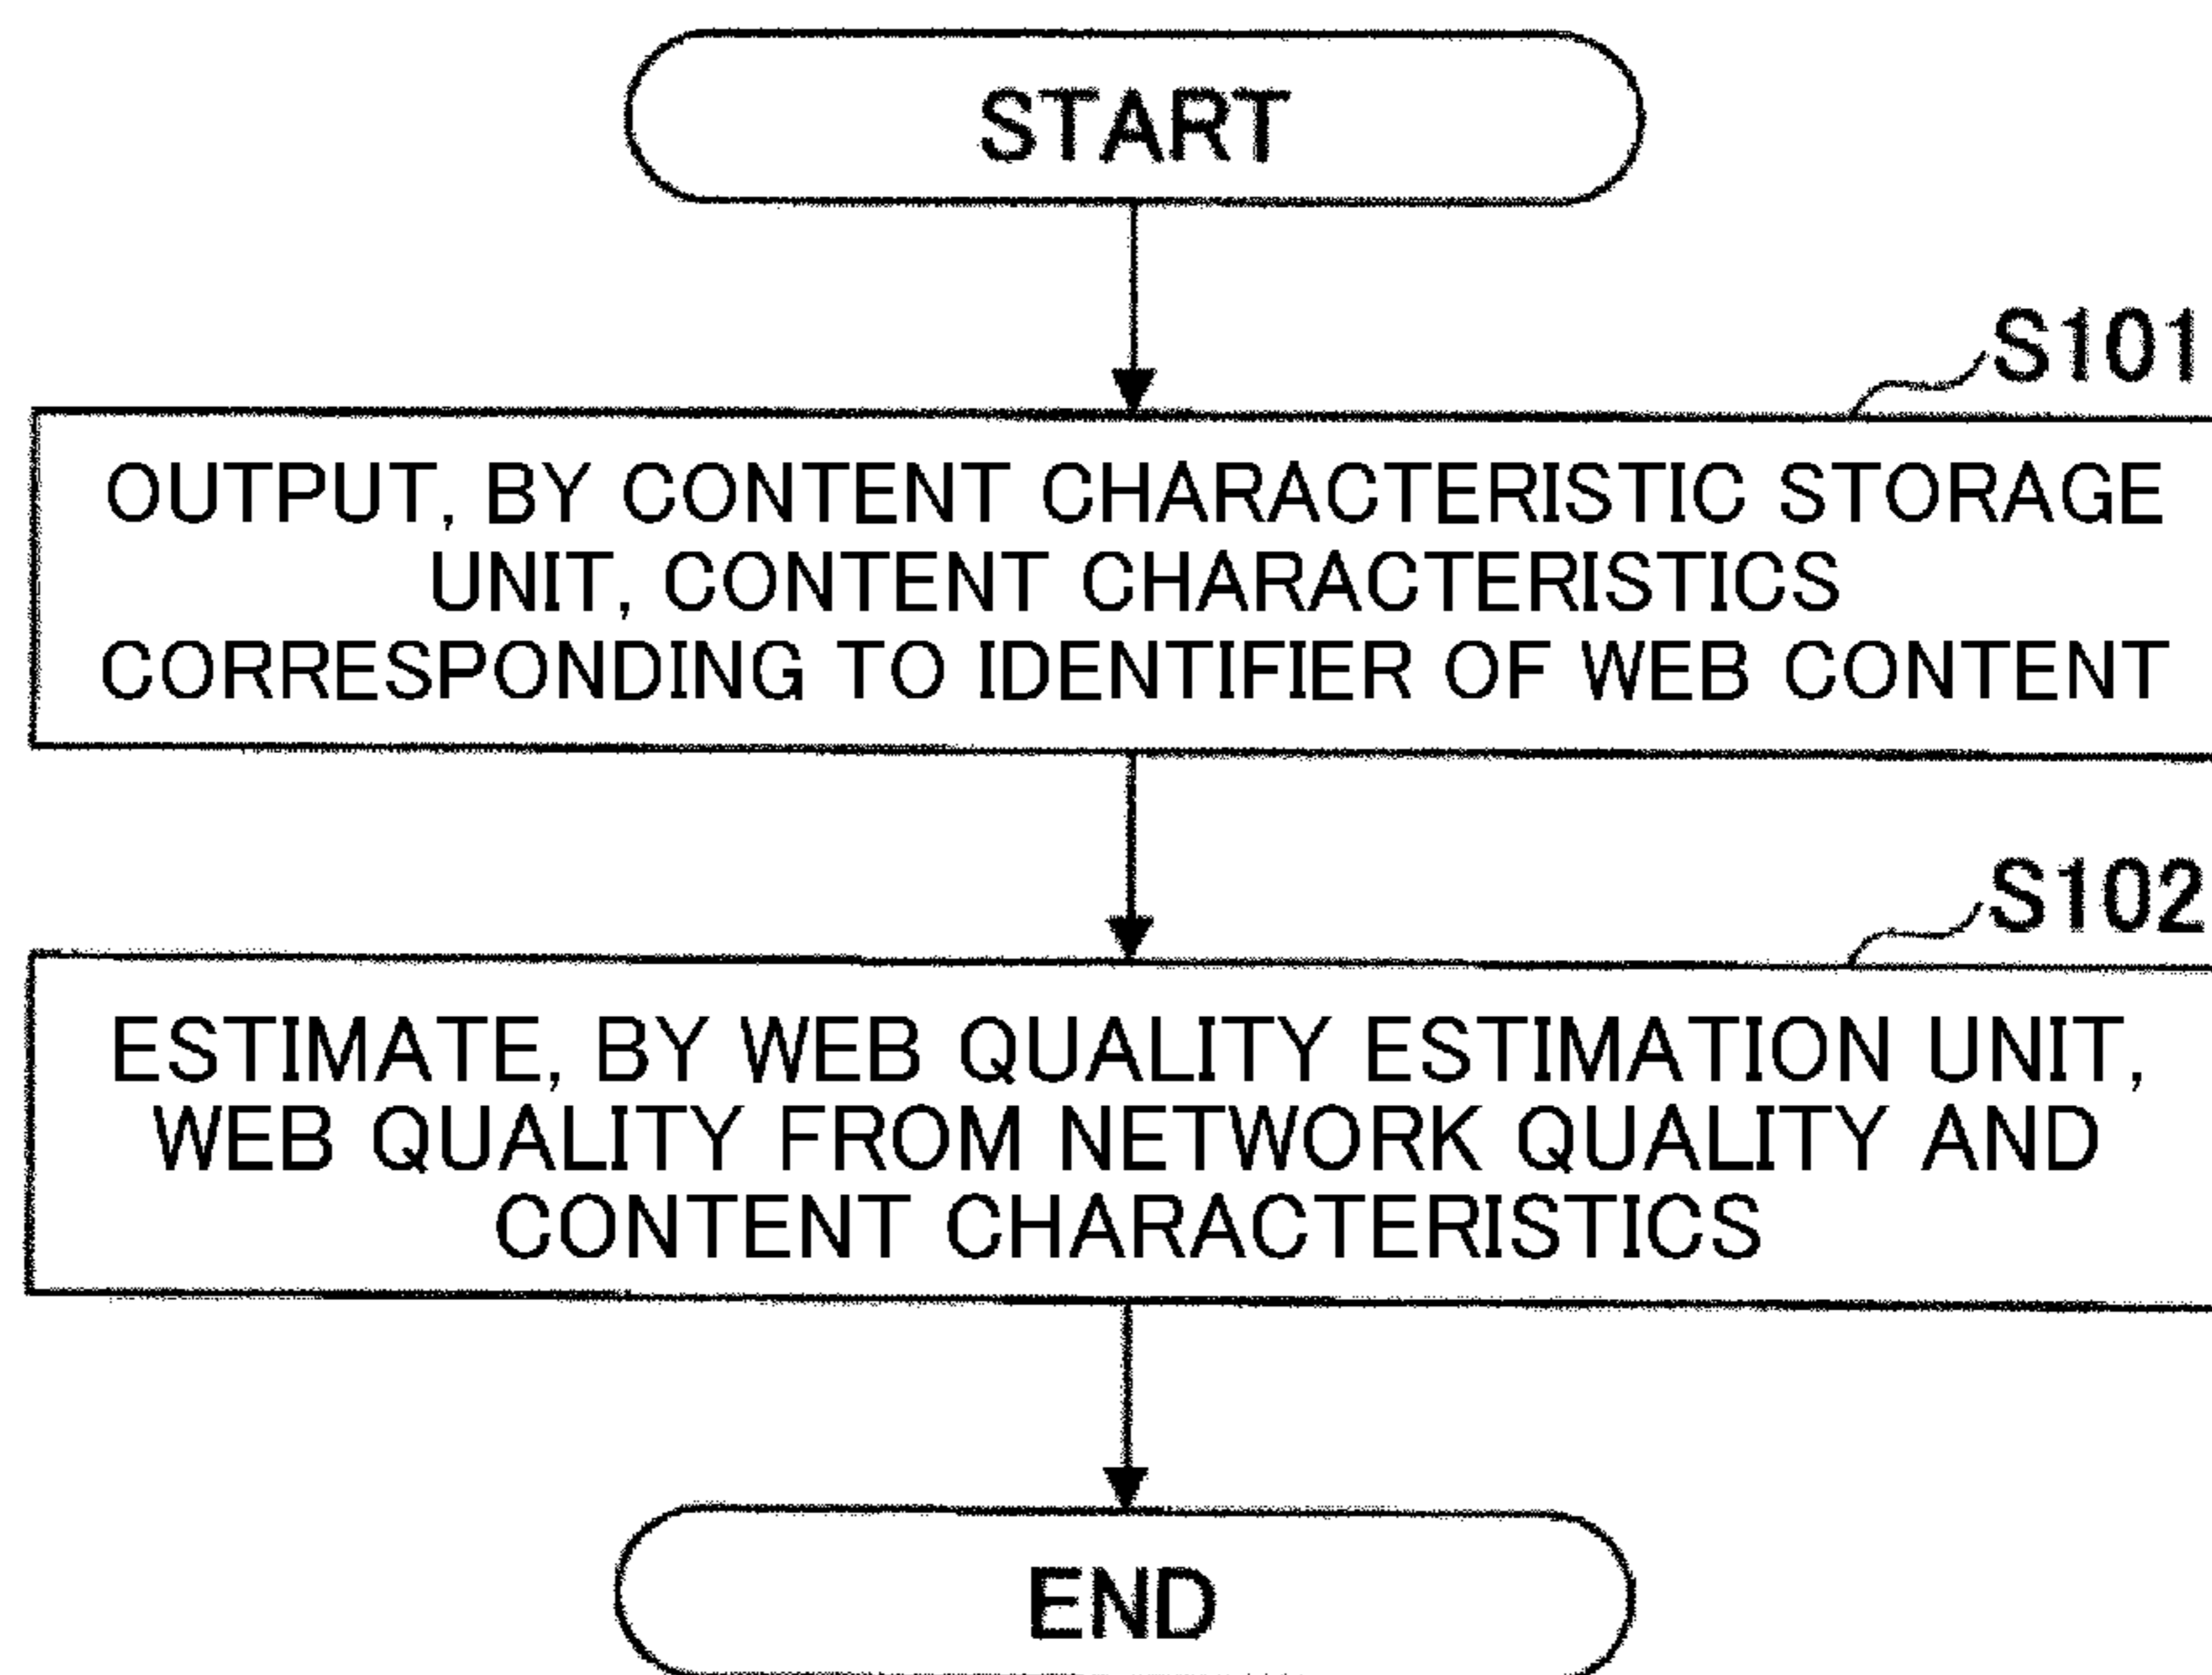 START
S101
OUTPUT, BY CONTENT CHARACTERISTIC STORAGE
UNIT, CONTENT CHARACTERISTICS
CORRESPONDING TO IDENTIFIER OF WEB CONTENT
S102
ESTIMATE, BY WEB QUALITY ESTIMATION UNIT,
WEB QUALITY FROM NETWORK QUALITY AND
CONTENT CHARACTERISTICS
END